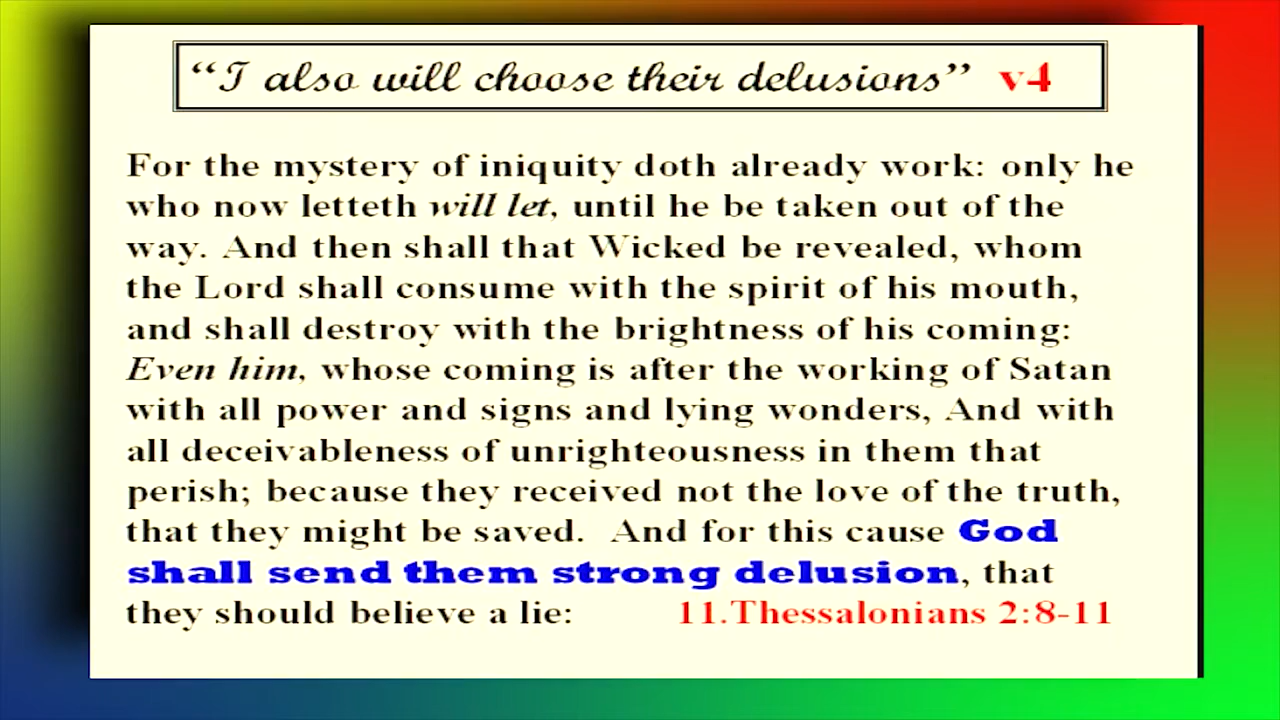 “I also will choose their delusions” v4
For the mystery of iniquity doth already work: only he
who now letteth will let, until he be taken out of the
way. And then shall that Wicked be revealed, whom
the Lord shall consume with the spirit of his mouth,
and shall destroy with the brightness of his coming:
Even him, whose coming is after the working of Satan
with all power and signs and lying wonders, And with
all deceivableness of unrighteousness in them that
perish; because they received not the love of the truth,
that they might be saved. And for this cause God
shall send them strong delusion, that
they should believe a lie: 11.Thessalonians 2:8-11